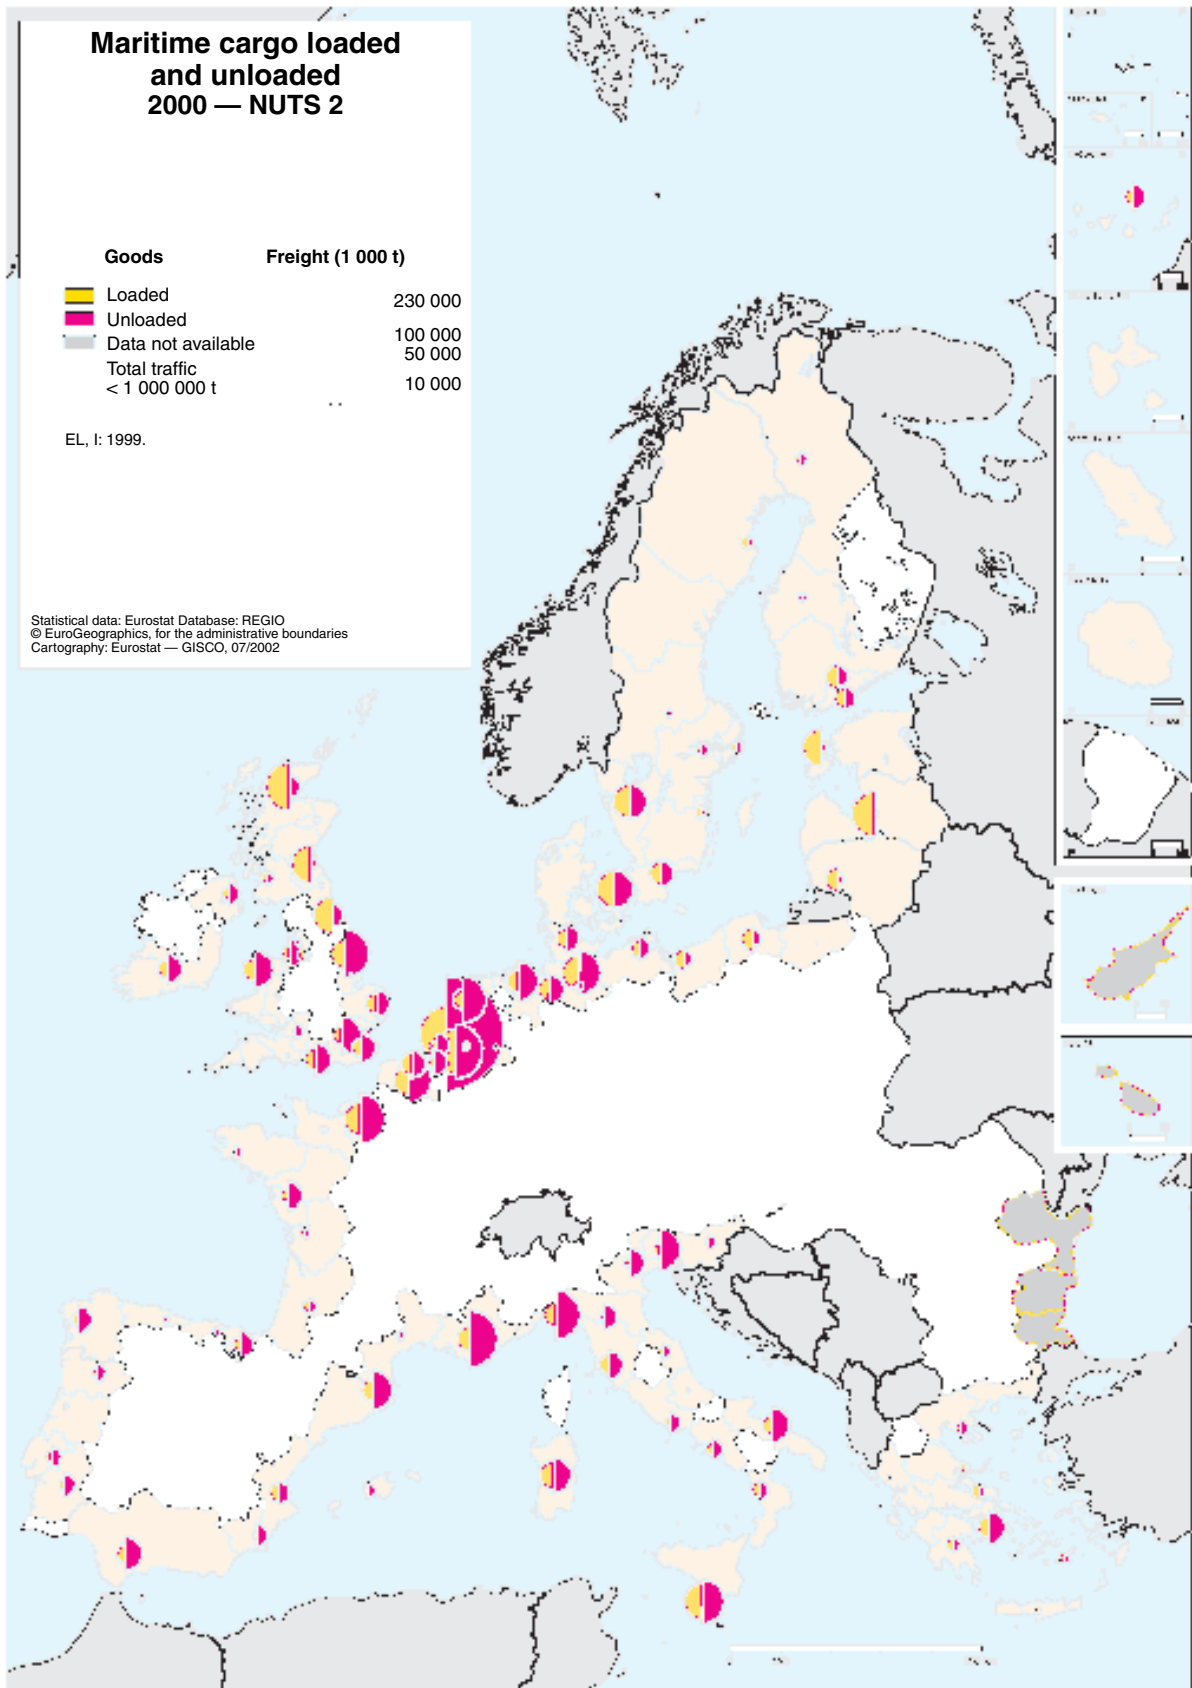 Maritime cargo loaded
and unloaded
2000 — NUTS 2
Goods Freight (1 000 t)
Loaded
230 000
Unloaded
100 000
Data not available
50 000
Total traffic
< 1 000 000 t
10 000
EL, I: 1999.
Statistical data: Eurostat Database: REGIO
© EuroGeographics, for the administrative boundaries
Cartography: Eurostat — GISCO, 07/2002